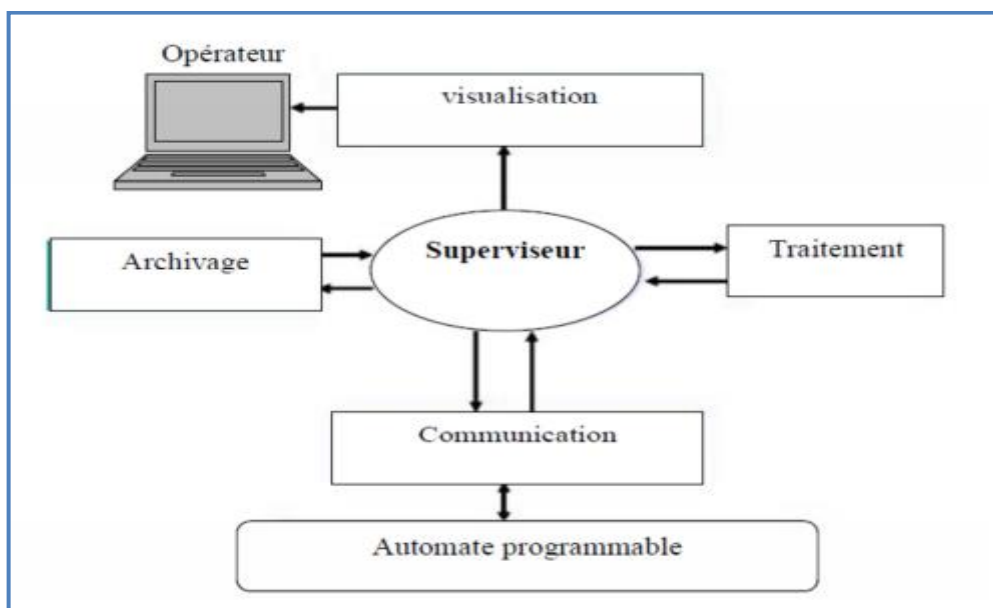 Opérateur
visualisation
Archivage
Superviseur
Traitement
Communication
Automate programmable